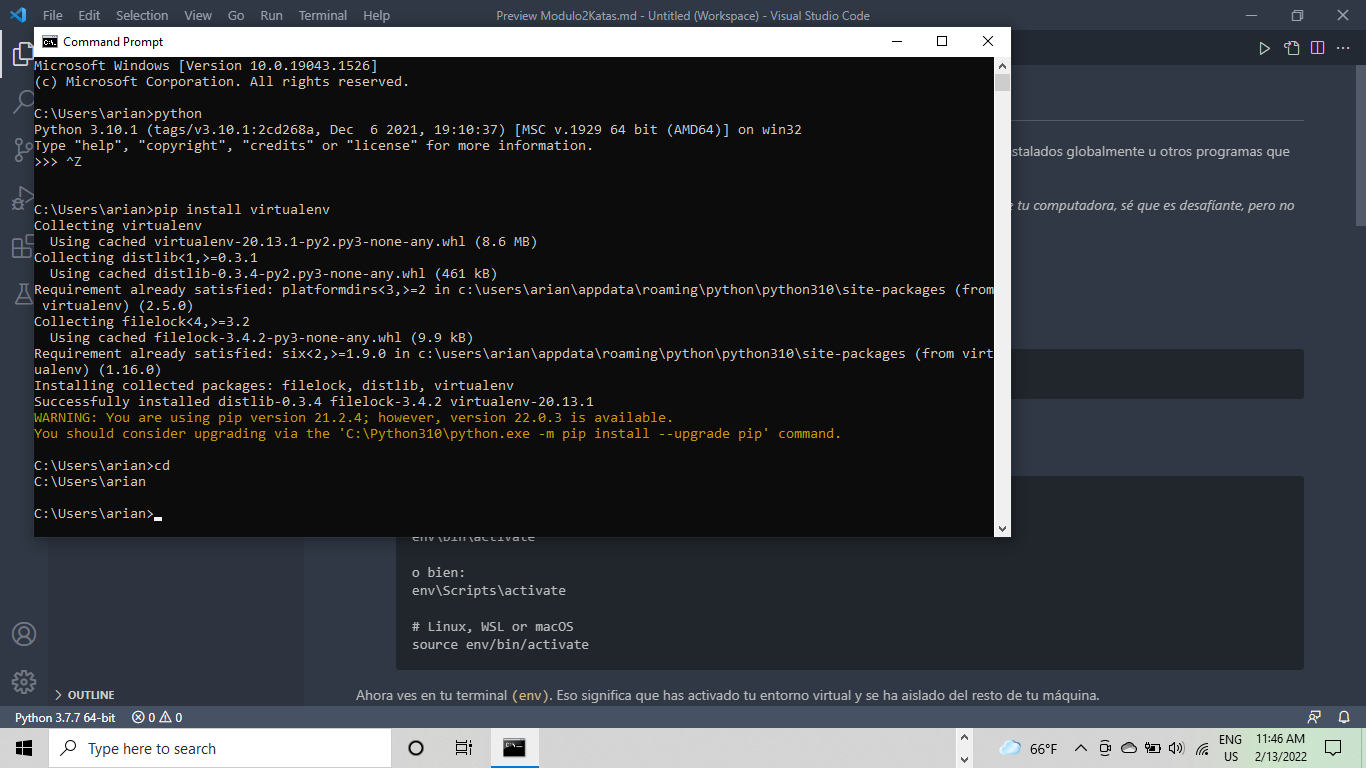 File Edit Selection View Go Run Terminal Help
Preview Modulo2Katas.md - Untitled (Workspace) - Visual Studio Code
Command Prompt
Microsoft Windows [Version 10.0.19043.1526]
(c) Microsoft Corporation. All rights reserved.
C:\Users\arian>python
Python 3.10.1 (tags/v3.10.1:2cd268a, Dec  6 2021, 19:10:37) [MSC v.1929 64 bit (AMD64)] on win32
Type "help", "copyright", "credits" or "license" for more information.
>>> ^Z
C:\Users\arian>pip install virtualenv
Collecting virtualenv
  Using cached virtualenv-20.13.1-py2.py3-none-any.whl (8.6 MB)
Collecting distlib<1,>=0.3.1
  Using cached distlib-0.3.4-py2.py3-none-any.whl (461 kB)
Requirement already satisfied: platformdirs<3,>=2 in c:\users\arian\appdata\roaming\python\python310\site-packages (from
 virtualenv) (2.5.0)
Collecting filelock<4,>=3.2
  Using cached filelock-3.4.2-py3-none-any.whl (9.9 kB)
Requirement already satisfied: six<2,>=1.9.0 in c:\users\arian\appdata\roaming\python\python310\site-packages (from virt
ualenv) (1.16.0)
Installing collected packages: filelock, distlib, virtualenv
Successfully installed distlib-0.3.4 filelock-3.4.2 virtualenv-20.13.1
WARNING: You are using pip version 21.2.4; however, version 22.0.3 is available.
You should consider upgrading via the 'C:\Python310\python.exe -m pip install --upgrade pip' command.
C:\Users\arian>cd
C:\Users\arian
C:\Users\arian>
stalados globalmente u otros programas que
e tu computadora, sé que es desafíante, pero no
env\bin\activate
o bien:
env\Scripts\activate
# Linux, WSL or macOS
source env/bin/activate
Ahora ves en tu terminal (env). Eso significa que has activado tu entorno virtual y se ha aislado del resto de tu máquina.
OUTLINE
Python 3.7.7 64-bit 0 0
Type here to search
66°F
ENG
US
11:46 AM
2/13/2022